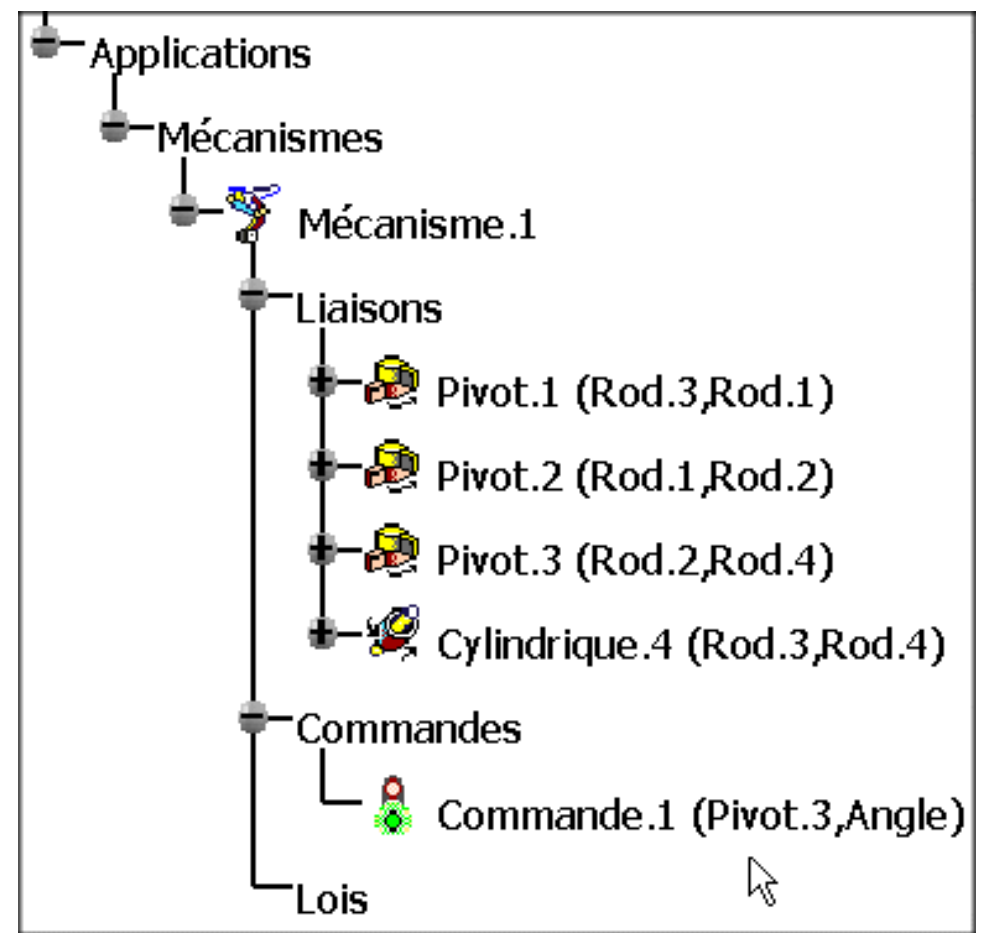 Applications
Mécanismes
Mécanisme.1
Liaisons
Pivot.1 (Rod.3,Rod.1)
Pivot.2 (Rod.1,Rod.2)
Pivot.3 (Rod.2,Rod.4)
Cylindrique.4 (Rod.3,Rod.4)
Commandes
Commande.1 (Pivot.3,Angle)
Lois